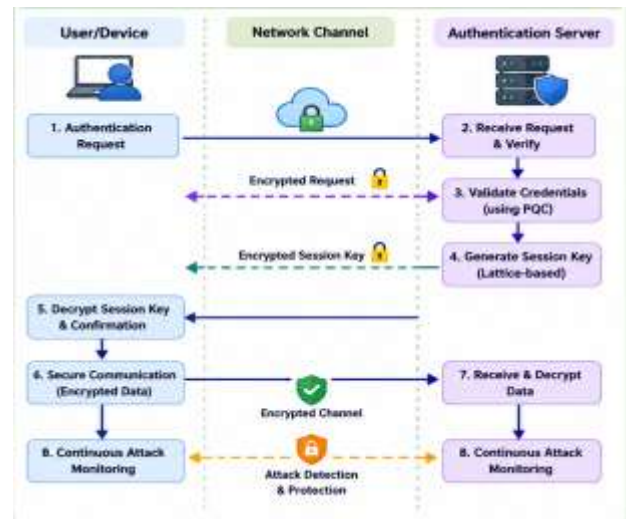 User/Device
Network Channel
Authentication Server
1. Authentication
Request
2. Receive Request
& Verify
Encrypted Request
3. Validate Credentials
(using PQC)
Encrypted Session Key
4. Generate Session Key
(Lattice-based)
5. Decrypt Session Key
& Confirmation
6. Secure Communication
(Encrypted Data)
Encrypted Channel
7. Receive & Decrypt
Data
8. Continuous Attack
Monitoring
Attack Detection
& Protection
8. Continuous Attack
Monitoring